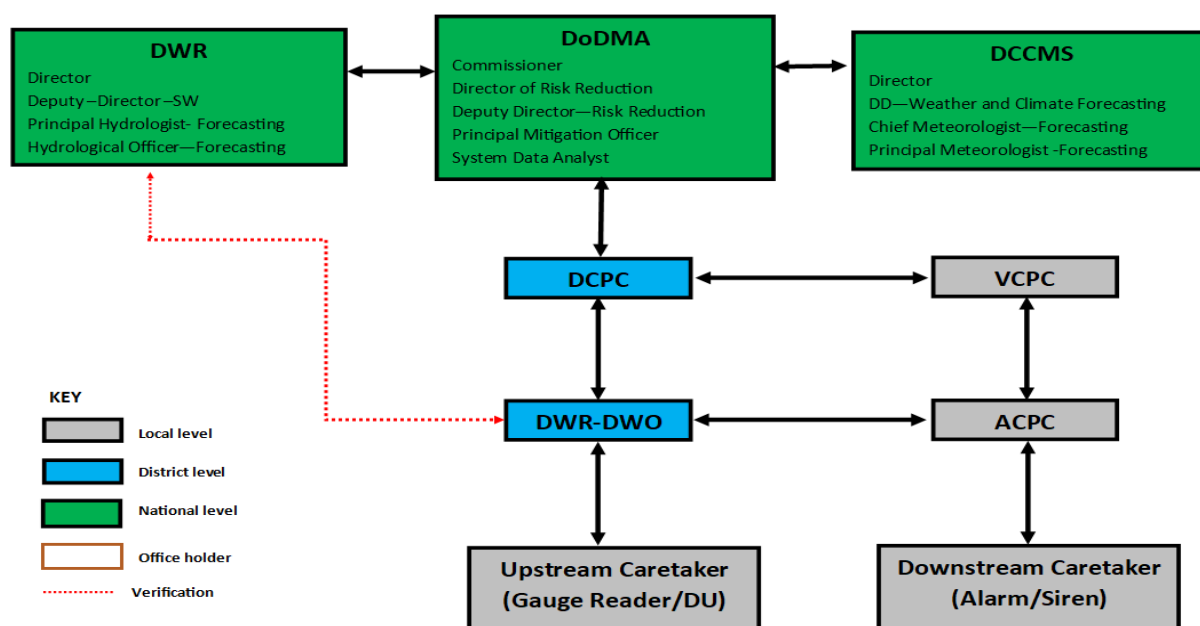 DWR
Director
Deputy –Director –SW
Principal Hydrologist- Forecasting
Hydrological Officer—Forecasting
DoDMA
Commissioner
Director of Risk Reduction
Deputy Director—Risk Reduction
Principal Mitigation Officer
System Data Analyst
DCCMS
Director
DD—Weather and Climate Forecasting
Chief Meteorologist—Forecasting
Principal Meteorologist -Forecasting
DCPC
VCPC
DWR-DWO
ACPC
Upstream Caretaker
(Gauge Reader/DU)
Downstream Caretaker
(Alarm/Siren)
KEY
Local level
District level
National level
Office holder
Verification